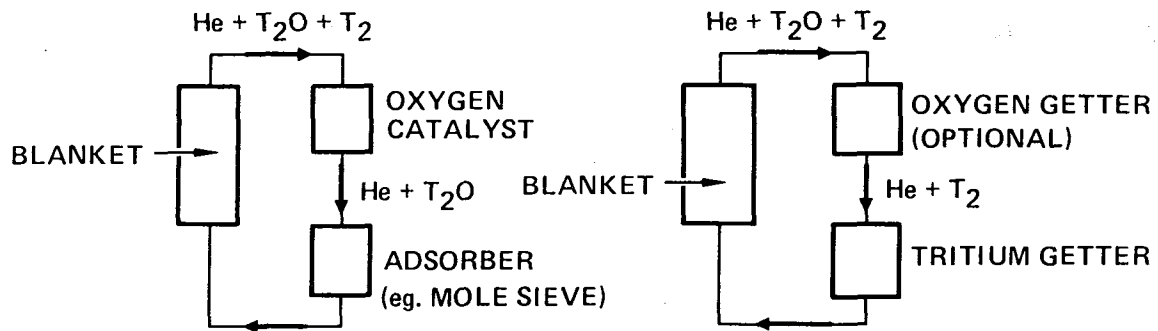 He + T₂O + T₂
OXYGEN
CATALYST
BLANKET
He + T₂O
ADSORBER
(eg. MOLE SIEVE)
He + T₂O + T₂
OXYGEN GETTER
(OPTIONAL)
BLANKET
He + T₂
TRITIUM GETTER